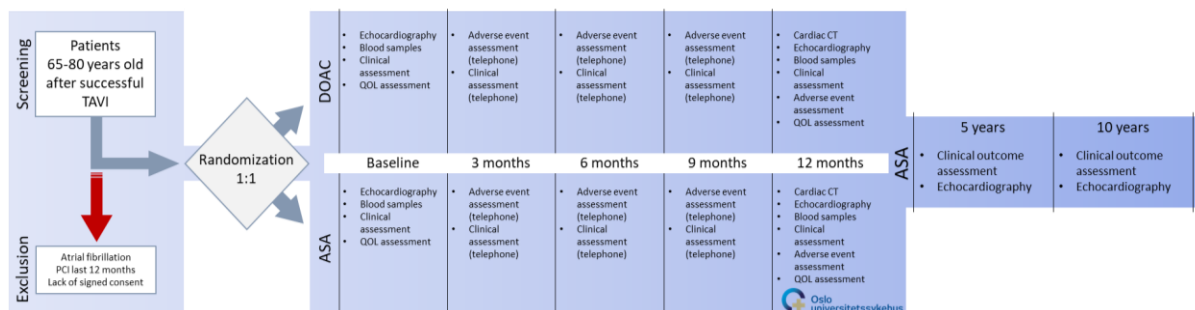 Screening
Patients
65-80 years old
after successful
TAVI
Exclusion
Atrial fibrillation
PCI last 12 months
Lack of signed consent
Randomization
1:1
DOAC
• Echocardiography
• Blood samples
• Clinical
assessment
• QOL assessment
• Adverse event
assessment
(telephone)
• Clinical
assessment
(telephone)
• Adverse event
assessment
(telephone)
• Clinical
assessment
(telephone)
• Adverse event
assessment
(telephone)
• Clinical
assessment
(telephone)
• Cardiac CT
• Echocardiography
• Blood samples
• Clinical
assessment
• Adverse event
assessment
• QOL assessment
Baseline
3 months
6 months
9 months
12 months
ASA
• Echocardiography
• Blood samples
• Clinical
assessment
• QOL assessment
• Adverse event
assessment
(telephone)
• Clinical
assessment
(telephone)
• Adverse event
assessment
(telephone)
• Clinical
assessment
(telephone)
• Adverse event
assessment
(telephone)
• Clinical
assessment
(telephone)
• Cardiac CT
• Echocardiography
• Blood samples
• Clinical
assessment
• Adverse event
assessment
• QOL assessment
Oslo
universitetssykehus
ASA
5 years
• Clinical outcome
assessment
• Echocardiography
10 years
• Clinical outcome
assessment
• Echocardiography